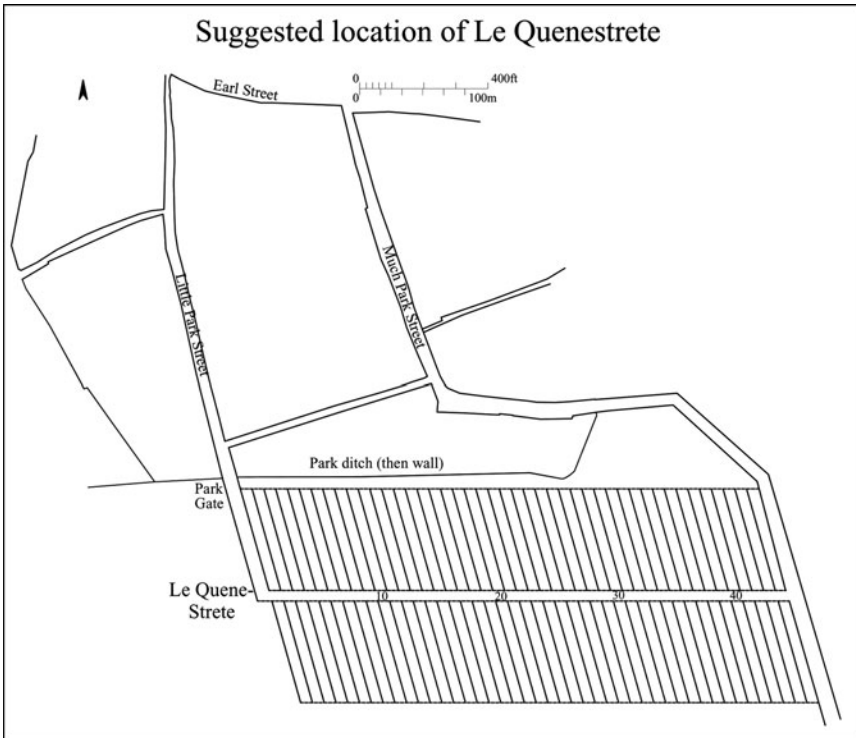 Suggested location of Le Quenestrete
Earl Street
0 400ft
0 100m
Little Park Street
Much Park Street
Park ditch (then wall)
Park
Gate
Le Quene-
Strete
10 20 30 40